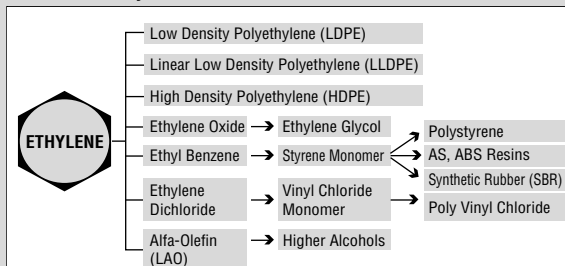 Low Density Polyethylene (LDPE)
Linear Low Density Polyethylene (LLDPE)
High Density Polyethylene (HDPE)
ETHYLENE
Ethylene Oxide
Ethylene Glycol
Ethyl Benzene
Styrene Monomer
Polystyrene
AS, ABS Resins
Synthetic Rubber (SBR)
Ethylene
Dichloride
Vinyl Chloride
Monomer
Poly Vinyl Chloride
Alfa-Olefin
(LAO)
Higher Alcohols